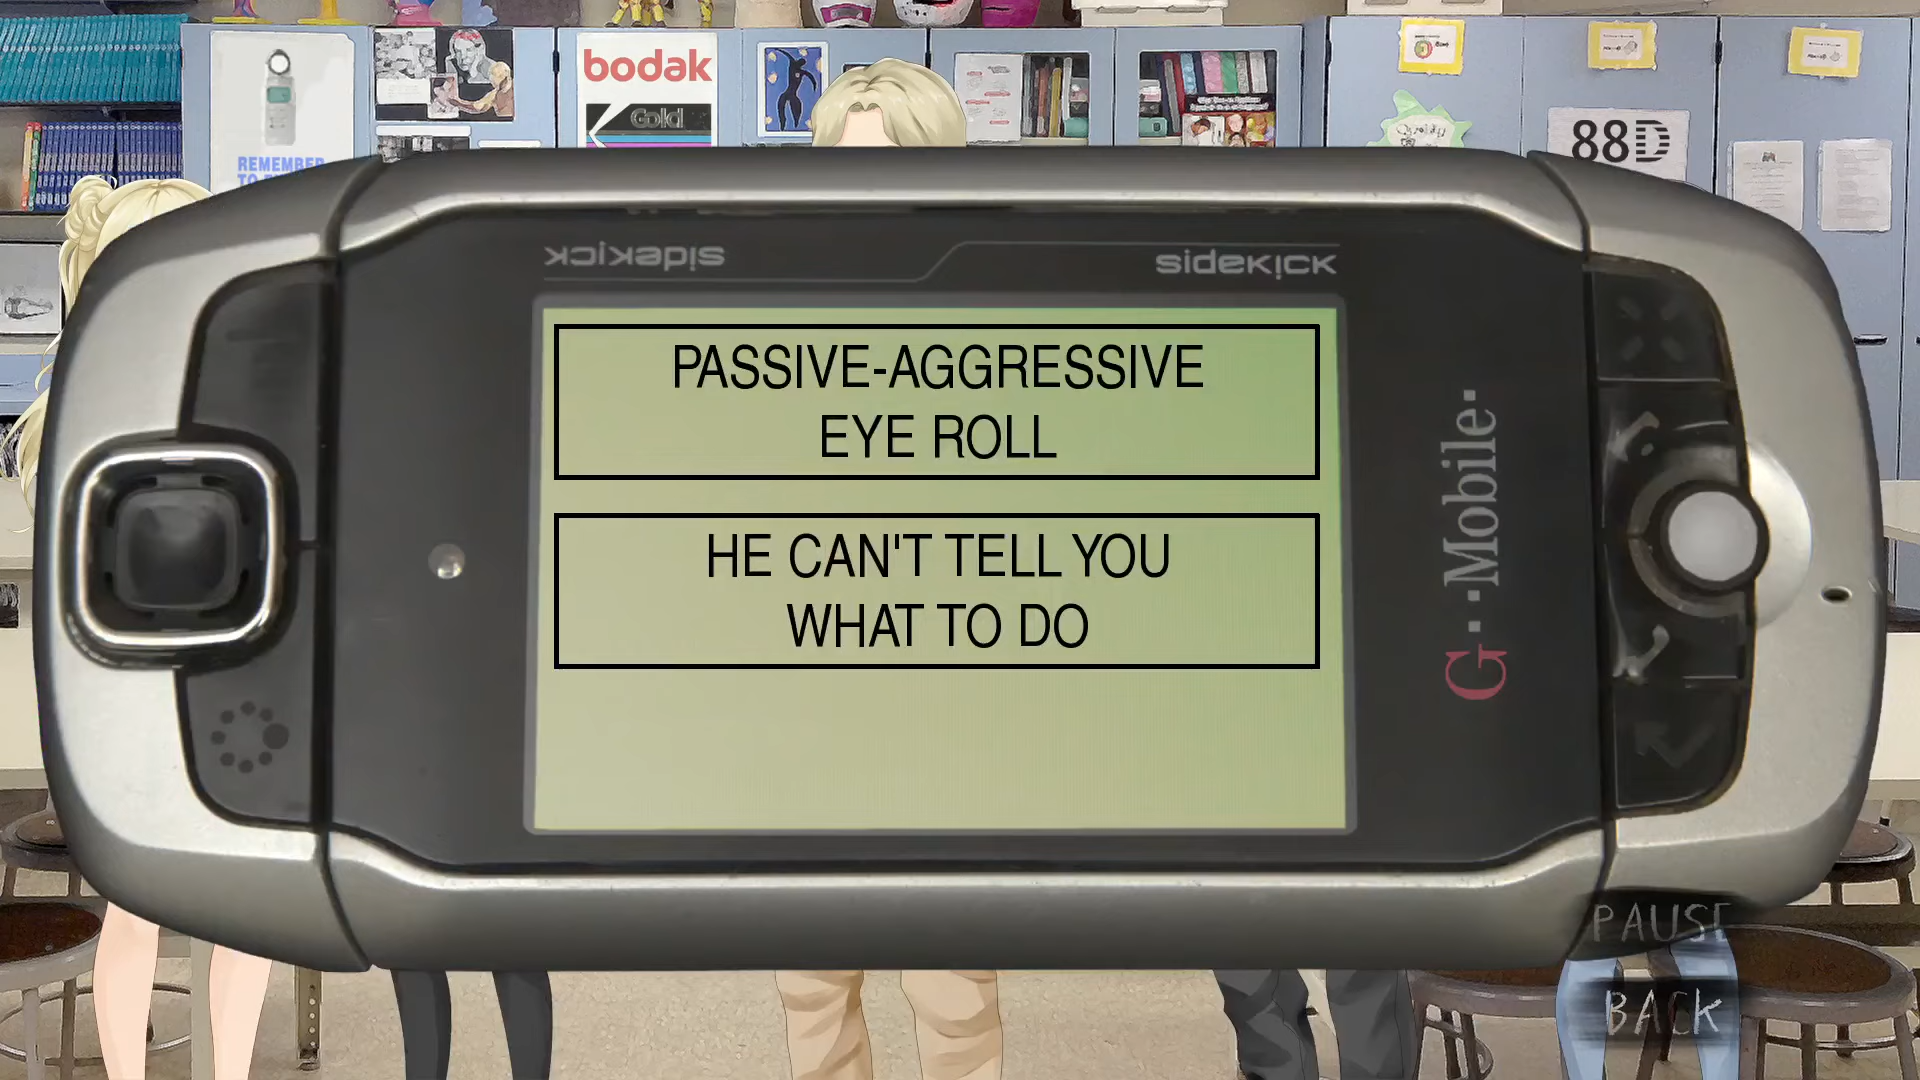 bodak
Gold
REMEMBER
88D
sidekick
sidekick
PASSIVE-AGGRESSIVE
EYE ROLL
HE CAN'T TELL YOU
WHAT TO DO
G··Mobile·
PAUSE
BACK